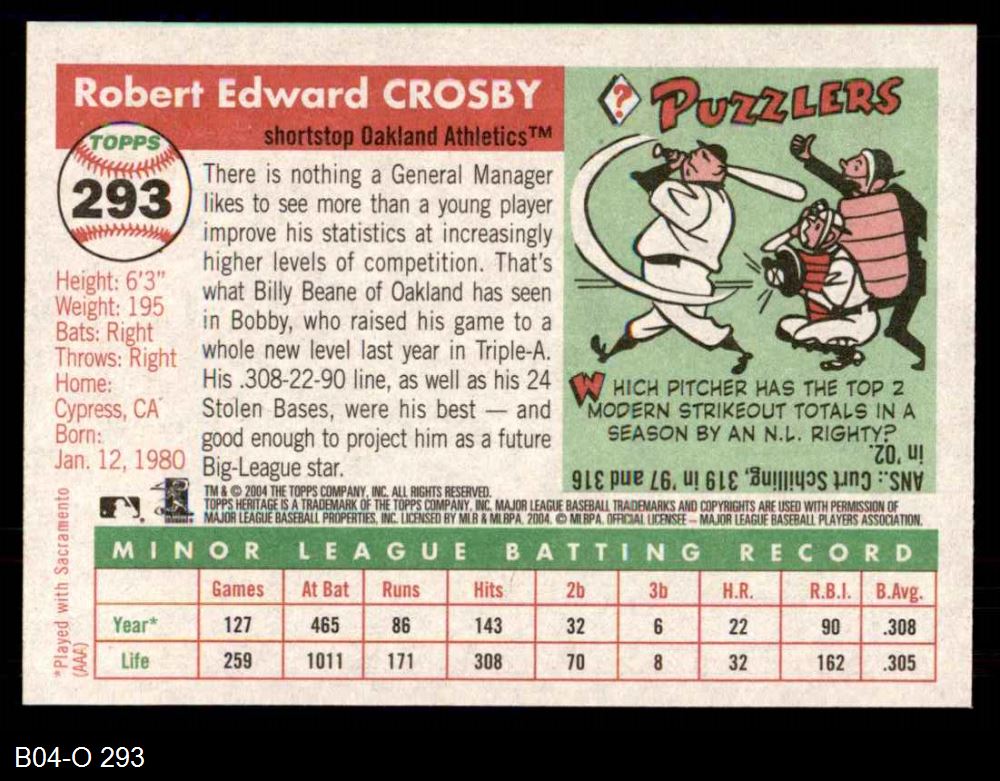 Robert Edward CROSBY
shortstop Oakland Athletics™
TOPPS
293
Height: 6'3"
Weight: 195
Bats: Right
Throws: Right
Home:
Cypress, CA
Born:
Jan. 12, 1980
There is nothing a General Manager
likes to see more than a young player
improve his statistics at increasingly
higher levels of competition. That's
what Billy Beane of Oakland has seen
in Bobby, who raised his game to a
whole new level last year in Triple-A.
His .308-22-90 line, as well as his 24
Stolen Bases, were his best — and
good enough to project him as a future
Big-League star.
? PUZZLERS
WHICH PITCHER HAS THE TOP 2
MODERN STRIKEOUT TOTALS IN A
SEASON BY AN N.L. RIGHTY?
ANS.: Curt Schilling, 319 in '97 and 316
in '02.
TM & © 2004 THE TOPPS COMPANY, INC. ALL RIGHTS RESERVED.
TOPPS HERITAGE IS A TRADEMARK OF THE TOPPS COMPANY, INC. MAJOR LEAGUE BASEBALL TRADEMARKS AND COPYRIGHTS ARE USED WITH PERMISSION OF
MAJOR LEAGUE BASEBALL PROPERTIES, INC. LICENSED BY MLB & MLBPA, 2004. © MLBPA. OFFICIAL LICENSEE – MAJOR LEAGUE BASEBALL PLAYERS ASSOCIATION.
MINOR LEAGUE BATTING RECORD
Games At Bat Runs Hits 2b 3b H.R. R.B.I. B.Avg.
Year* 127 465 86 143 32 6 22 90 .308
Life 259 1011 171 308 70 8 32 162 .305
*Played with Sacramento
(AAA)
B04-O 293